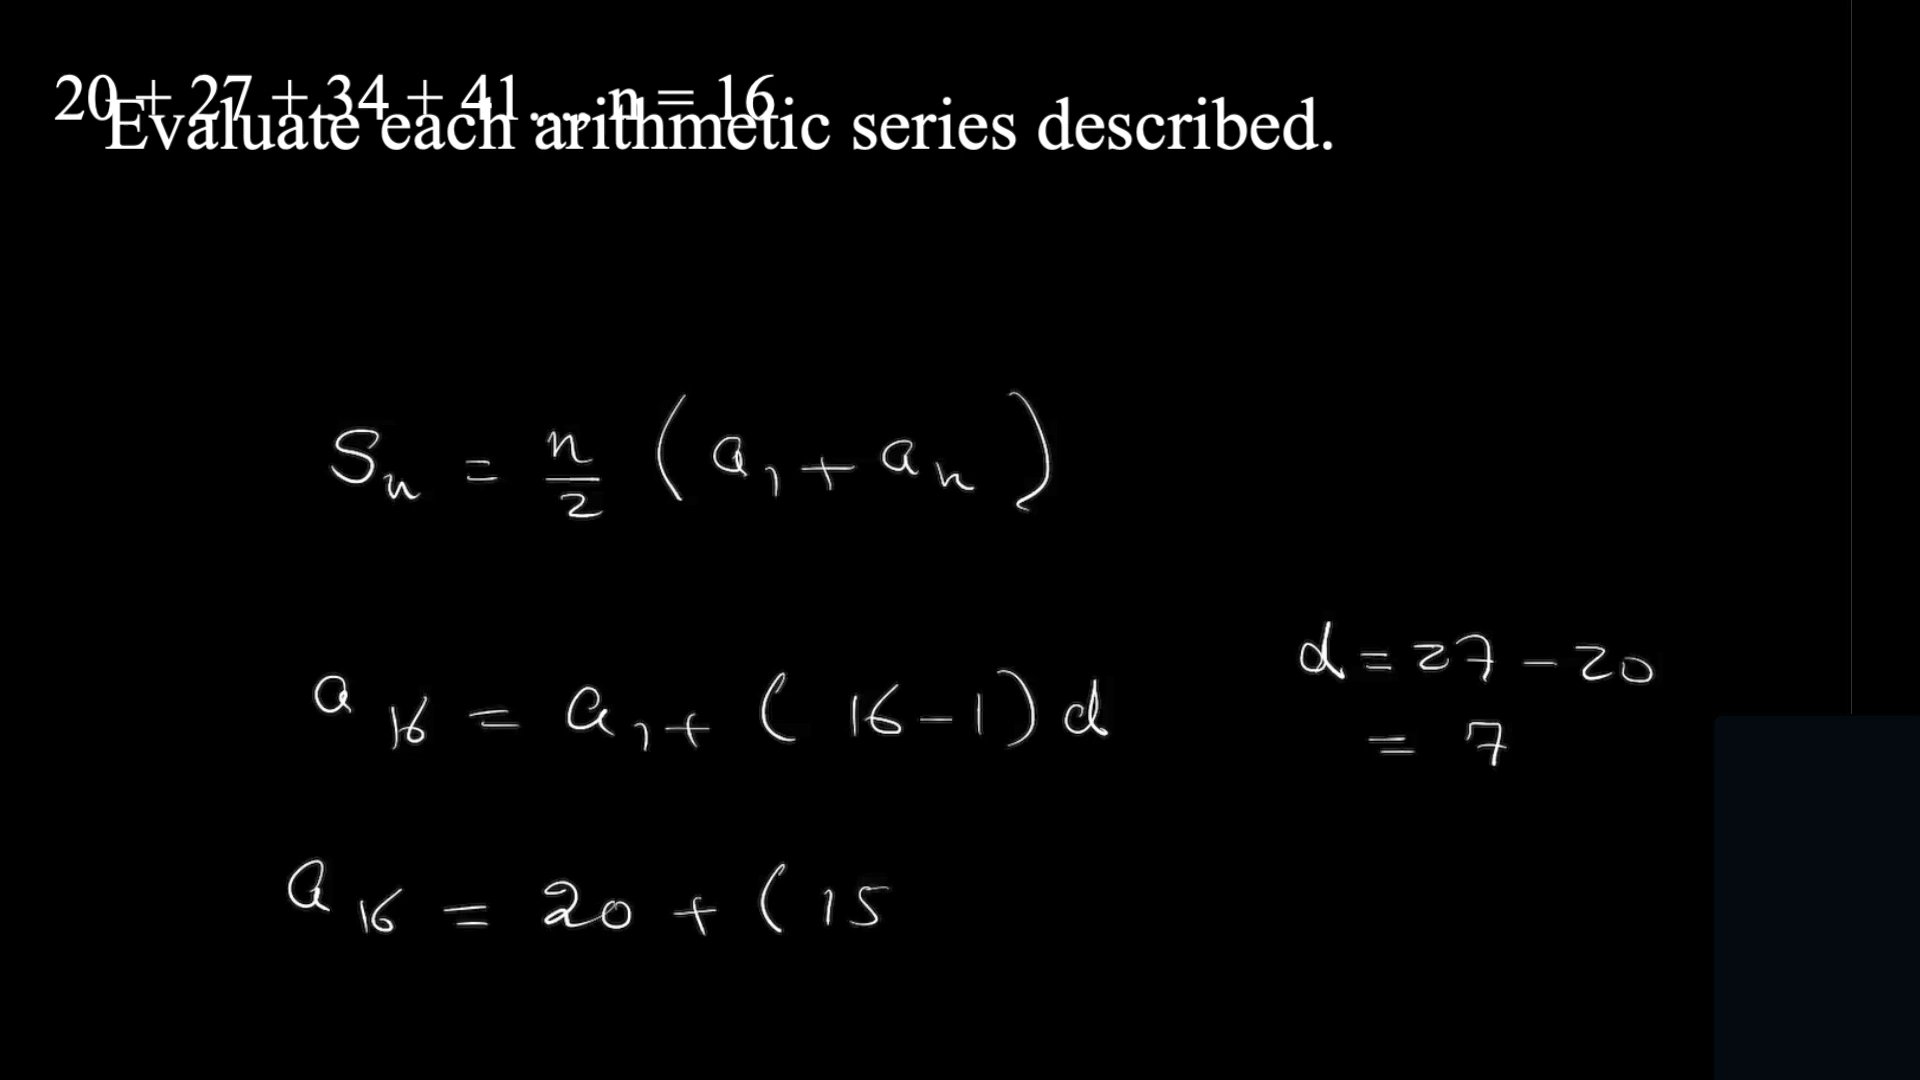 20 + 27 + 34 + 41..., n = 16
Evaluate each arithmetic series described.
Sn = n/2 (a1 + an)
a16 = a1 + (16-1)d
d = 27 - 20
= 7
a16 = 20 + (15